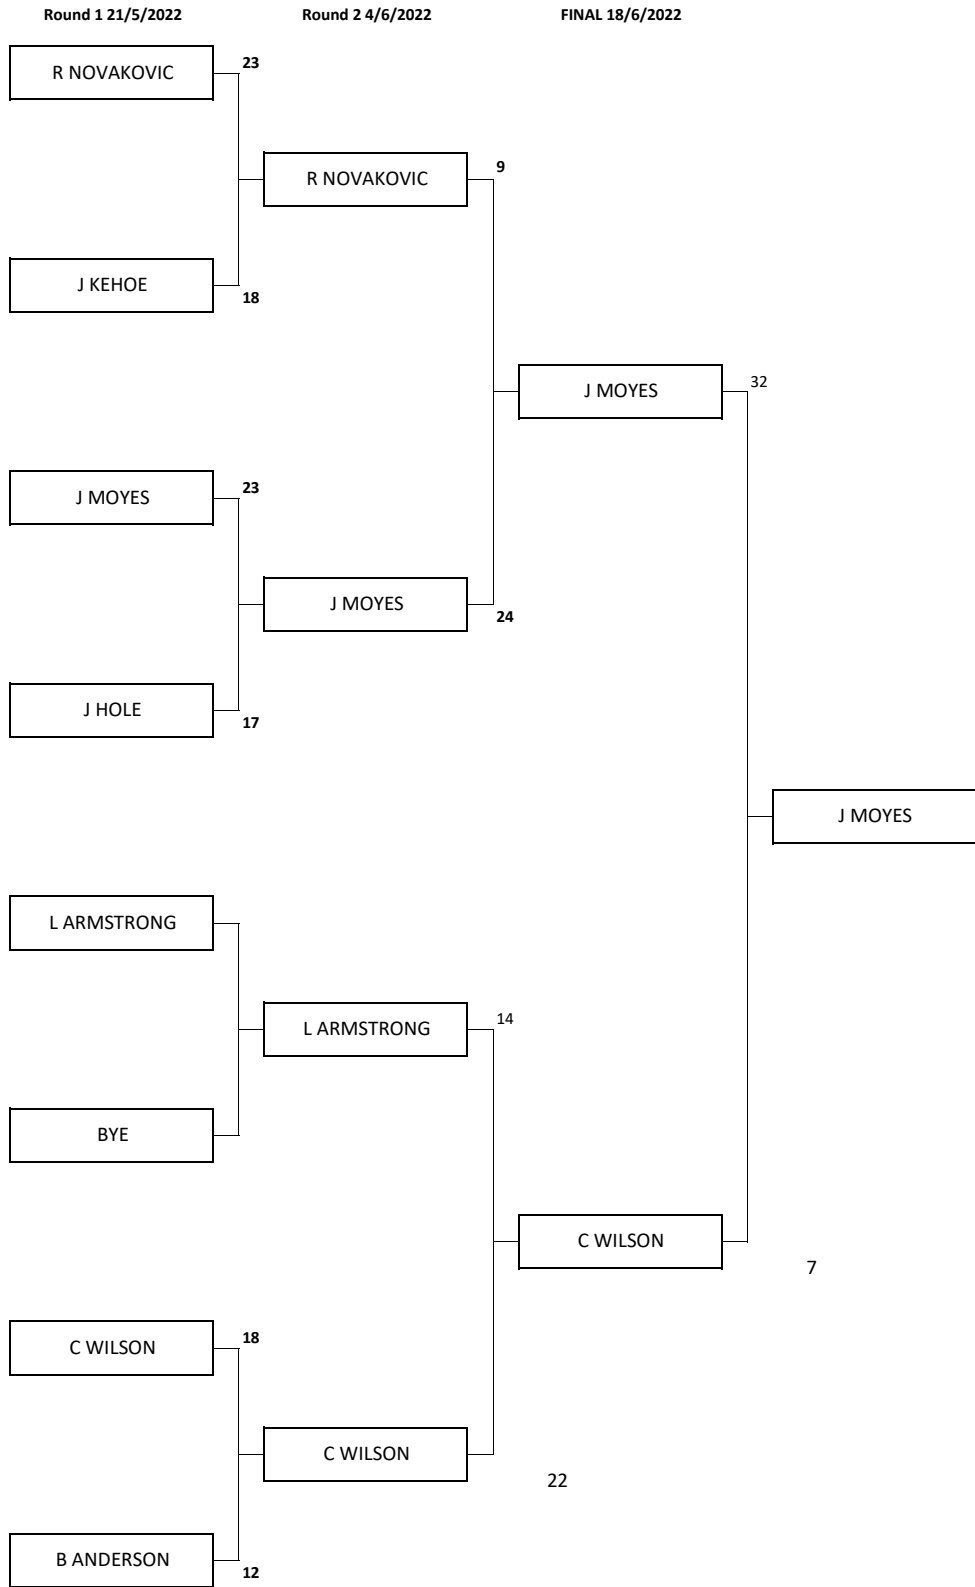 Round 1 21/5/2022 Round 2 4/6/2022 FINAL 18/6/2022
R NOVAKOVIC 23
R NOVAKOVIC 9
J KEHOE 18
J MOYES 32
J MOYES 23
J MOYES 24
J HOLE 17
J MOYES
L ARMSTRONG
L ARMSTRONG 14
BYE
C WILSON 7
C WILSON 18
C WILSON 22
B ANDERSON 12